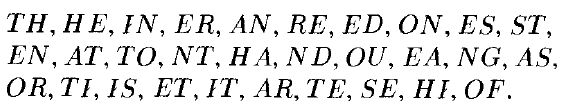 TH, HE, IN, ER, AN, RE, ED, ON, ES, ST,
EN, AT, TO, NT, HA, ND, OU, EA, NG, AS,
OR, TI, IS, ET, IT, AR, TE, SE, HI, OF.